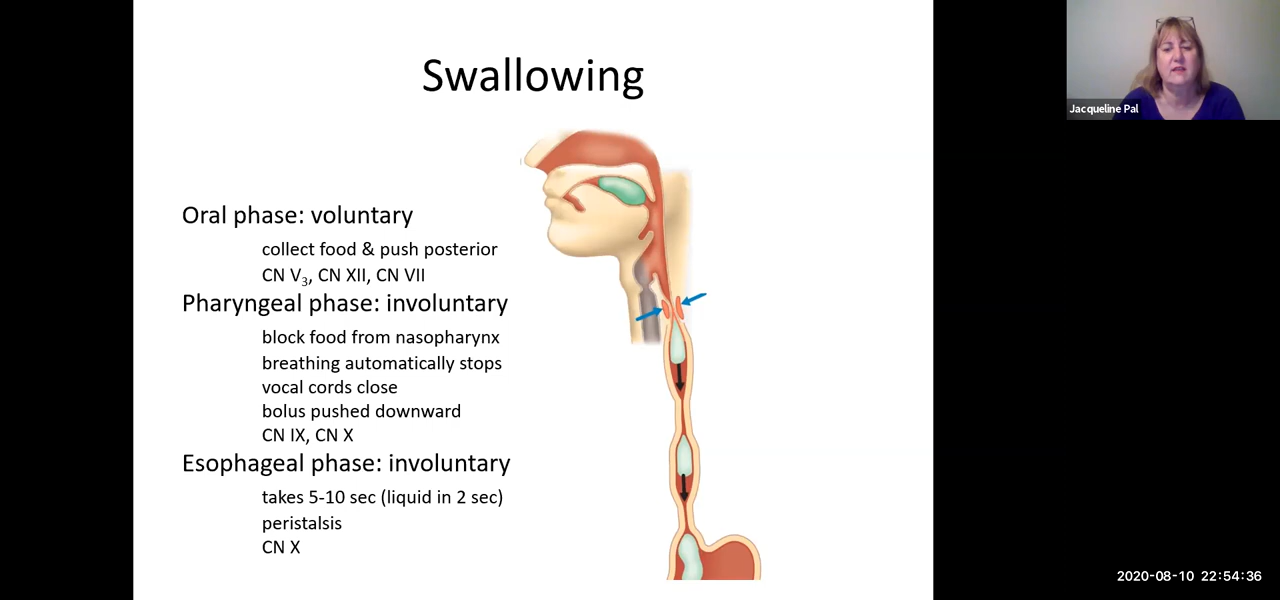 Swallowing
Jacqueline Pal
Oral phase: voluntary
collect food & push posterior
CN V3, CN XII, CN VII
Pharyngeal phase: involuntary
block food from nasopharynx
breathing automatically stops
vocal cords close
bolus pushed downward
CN IX, CN X
Esophageal phase: involuntary
takes 5-10 sec (liquid in 2 sec)
peristalsis
CN X
2020-08-10 22:54:36